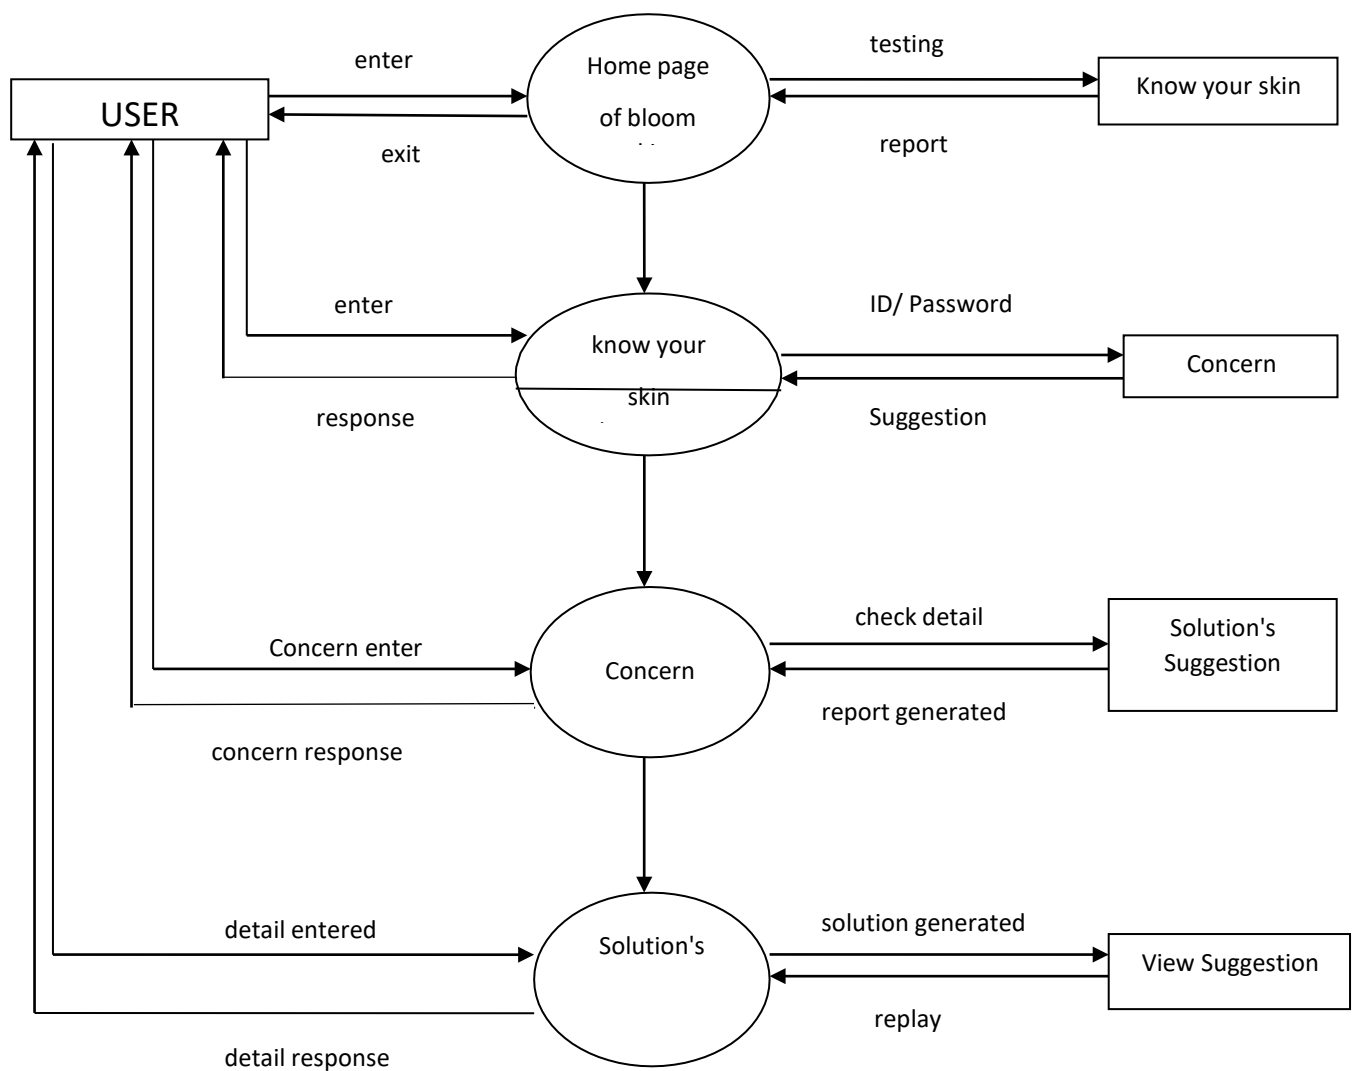 enter
Home page
of bloom
testing
Know your skin
USER
exit
report
enter
know your
skin
ID/ Password
Concern
response
Suggestion
Concern enter
Concern
check detail
Solution's
Suggestion
report generated
concern response
detail entered
Solution's
solution generated
View Suggestion
replay
detail response